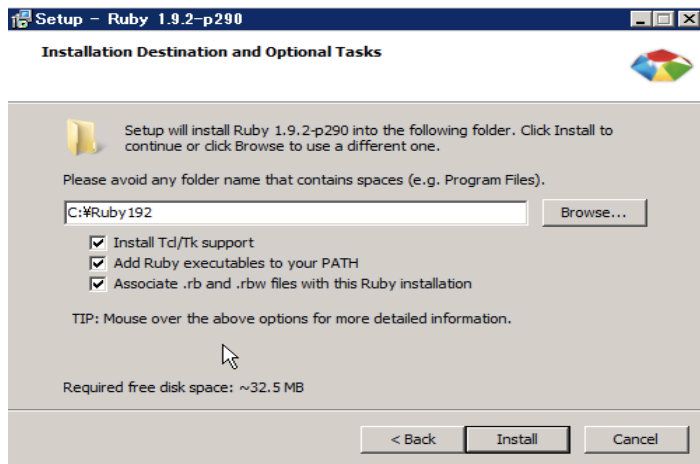 Setup - Ruby 1.9.2-p290
Installation Destination and Optional Tasks
Setup will install Ruby 1.9.2-p290 into the following folder. Click Install to
continue or click Browse to use a different one.
Please avoid any folder name that contains spaces (e.g. Program Files).
C:¥Ruby192
Browse...
Install Tcl/Tk support
Add Ruby executables to your PATH
Associate .rb and .rbw files with this Ruby installation
TIP: Mouse over the above options for more detailed information.
Required free disk space: ~32.5 MB
< Back
Install
Cancel